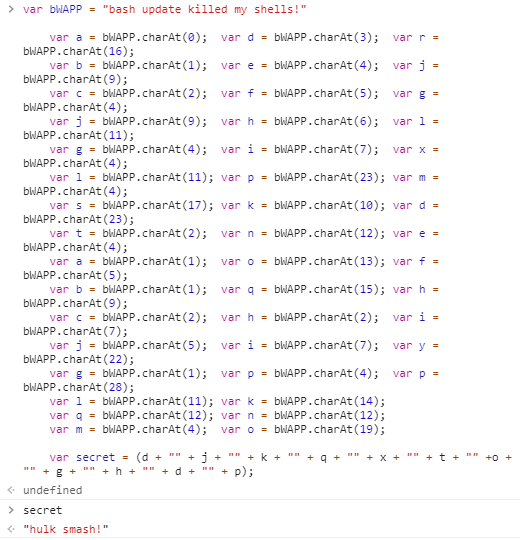 > var bWAPP = "bash update killed my shells!"
var a = bWAPP.charAt(0);  var d = bWAPP.charAt(3);  var r =
bWAPP.charAt(16);
var b = bWAPP.charAt(1);  var e = bWAPP.charAt(4);  var j =
bWAPP.charAt(9);
var c = bWAPP.charAt(2);  var f = bWAPP.charAt(5);  var g =
bWAPP.charAt(4);
var j = bWAPP.charAt(9);  var h = bWAPP.charAt(6);  var l =
bWAPP.charAt(11);
var g = bWAPP.charAt(4);  var i = bWAPP.charAt(7);  var x =
bWAPP.charAt(4);
var l = bWAPP.charAt(11); var p = bWAPP.charAt(23); var m =
bWAPP.charAt(4);
var s = bWAPP.charAt(17); var k = bWAPP.charAt(10); var d =
bWAPP.charAt(23);
var t = bWAPP.charAt(2);  var n = bWAPP.charAt(12); var e =
bWAPP.charAt(4);
var a = bWAPP.charAt(1);  var o = bWAPP.charAt(13); var f =
bWAPP.charAt(5);
var b = bWAPP.charAt(1);  var q = bWAPP.charAt(15); var h =
bWAPP.charAt(9);
var c = bWAPP.charAt(2);  var h = bWAPP.charAt(2);  var i =
bWAPP.charAt(7);
var j = bWAPP.charAt(5);  var i = bWAPP.charAt(7);  var y =
bWAPP.charAt(22);
var g = bWAPP.charAt(1);  var p = bWAPP.charAt(4);  var p =
bWAPP.charAt(28);
var l = bWAPP.charAt(11); var k = bWAPP.charAt(14);
var q = bWAPP.charAt(12); var n = bWAPP.charAt(12);
var m = bWAPP.charAt(4);  var o = bWAPP.charAt(19);
var secret = (d + "" + j + "" + k + "" + q + "" + x + "" + t + "" +o +
"" + g + "" + h + "" + d + "" + p);
undefined
> secret
"hulk smash!"